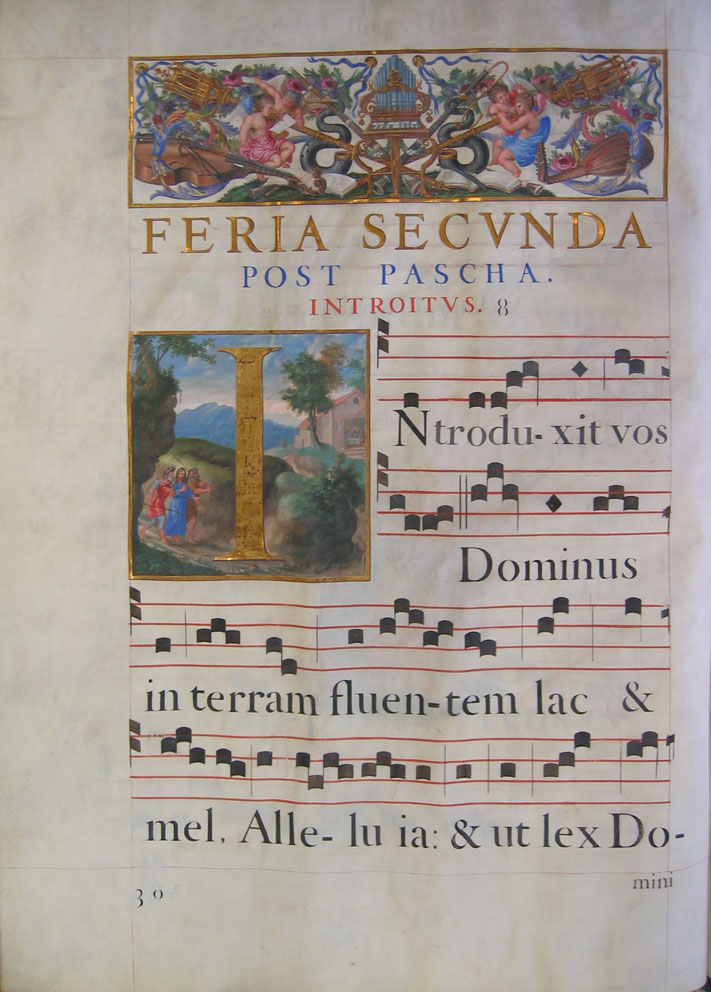 FERIA SECVNDA
POST PASCHA.
INTROITVS. 8
INtrodu- xit vos
Dominus
in terram fluen-tem lac &
mel, Alle- lu ia: & ut lex Do-
mini
30